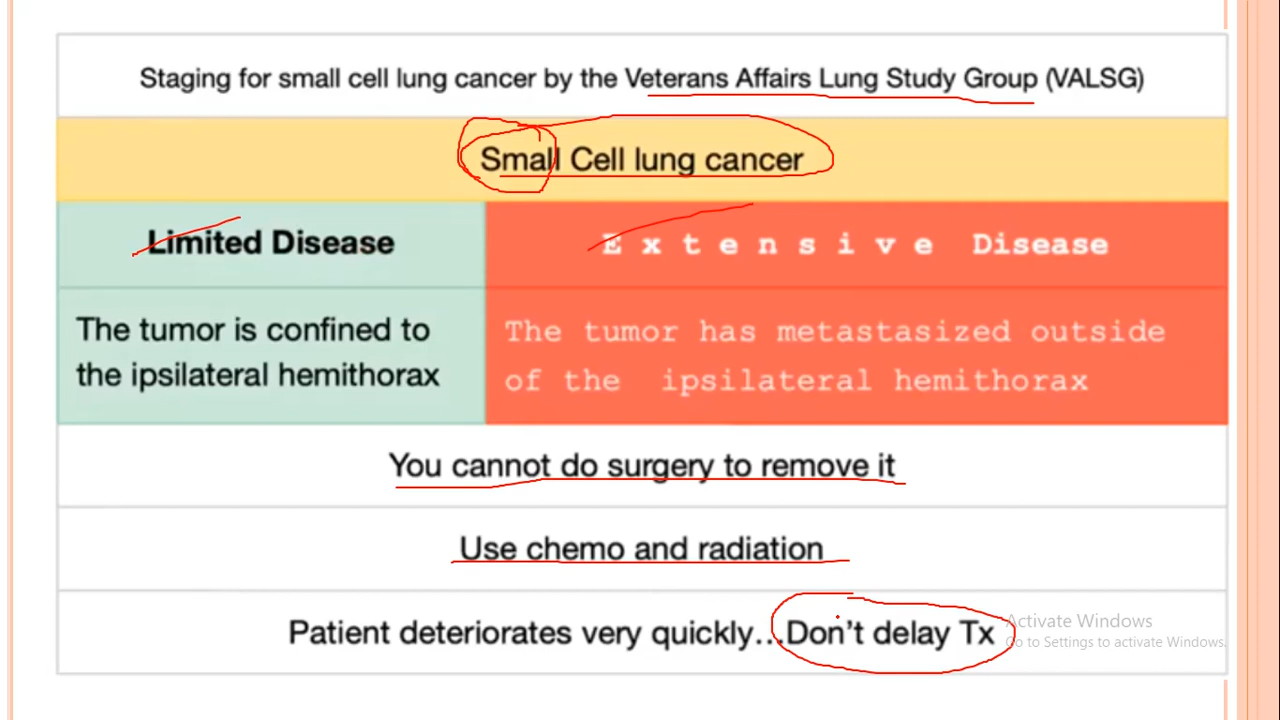 Staging for small cell lung cancer by the Veterans Affairs Lung Study Group (VALSG)
Small Cell lung cancer
Limited Disease
Extensive Disease
The tumor is confined to
the ipsilateral hemithorax
The tumor has metastasized outside
of the ipsilateral hemithorax
You cannot do surgery to remove it
Use chemo and radiation
Patient deteriorates very quickly...Don't delay Tx
Activate Windows
Go to Settings to activate Windows.